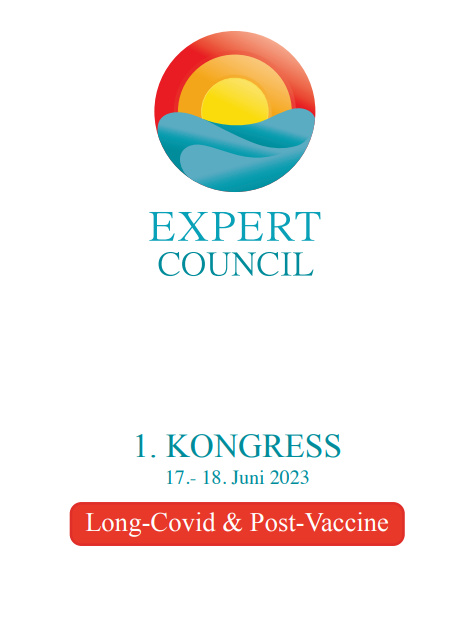 EXPERT
COUNCIL
1. KONGRESS
17.- 18. Juni 2023
Long-Covid & Post-Vaccine